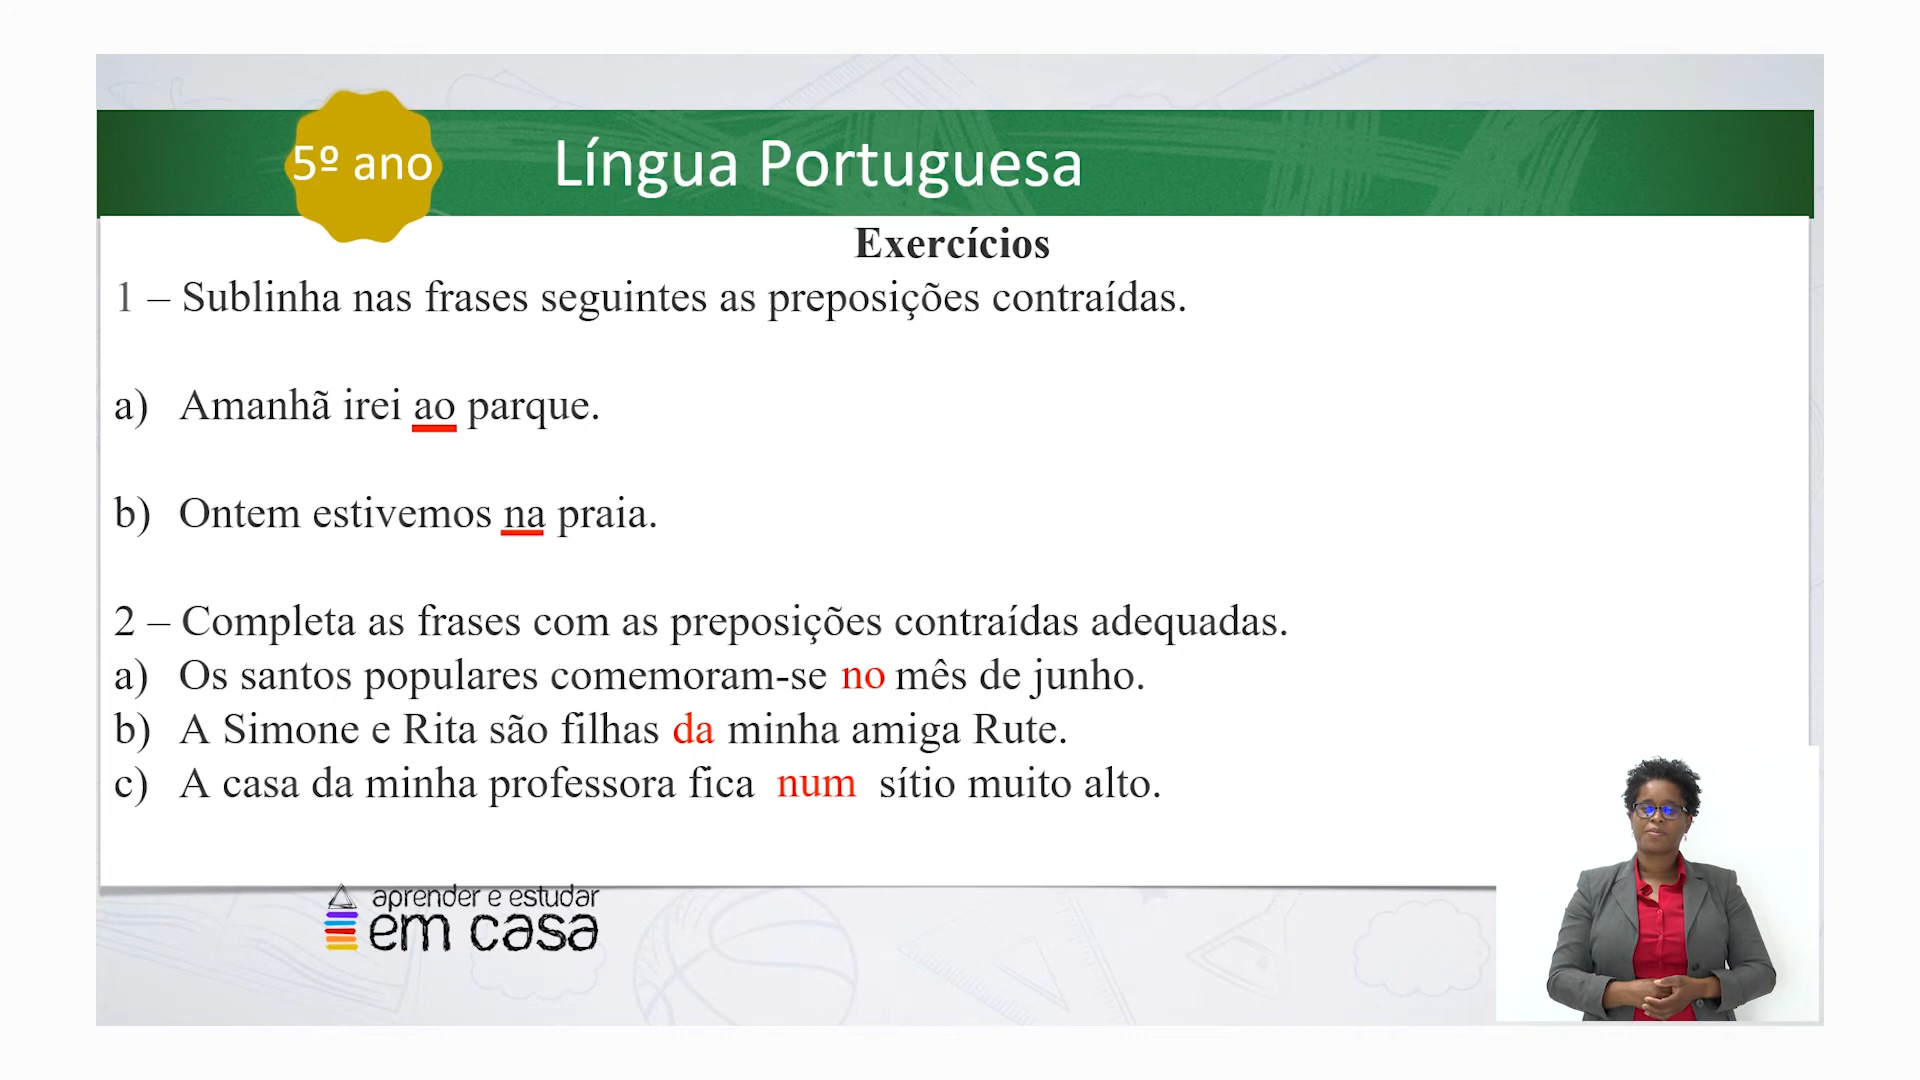 5º ano
Língua Portuguesa
Exercícios
1 – Sublinha nas frases seguintes as preposições contraídas.
a) Amanhã irei ao parque.
b) Ontem estivemos na praia.
2 – Completa as frases com as preposições contraídas adequadas.
a) Os santos populares comemoram-se no mês de junho.
b) A Simone e Rita são filhas da minha amiga Rute.
c) A casa da minha professora fica num sítio muito alto.
aprender e estudar
em casa